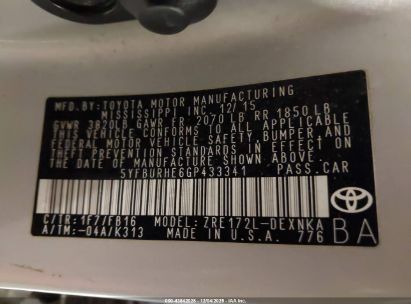 MFD. BY: TOYOTA MOTOR MANUFACTURING
MISSISSIPPI INC 12/15
GVWR 3820LB GAWR FR 2070 LB RR 1850 LB
THIS VEHICLE CONFORMS TO ALL APPLICABLE
FEDERAL MOTOR VEHICLE SAFETY, BUMPER, AND
THEFT PREVENTION STANDARDS IN EFFECT ON
THE DATE OF MANUFACTURE SHOWN ABOVE.
5YFBURHE6GP433341 PASS.CAR
C/TR: 1F7/FB16 MODEL: ZRE172L-DEXNKA
A/TM: -04A/K313 MADE IN U.S.A. 776
TOYOTA
BA